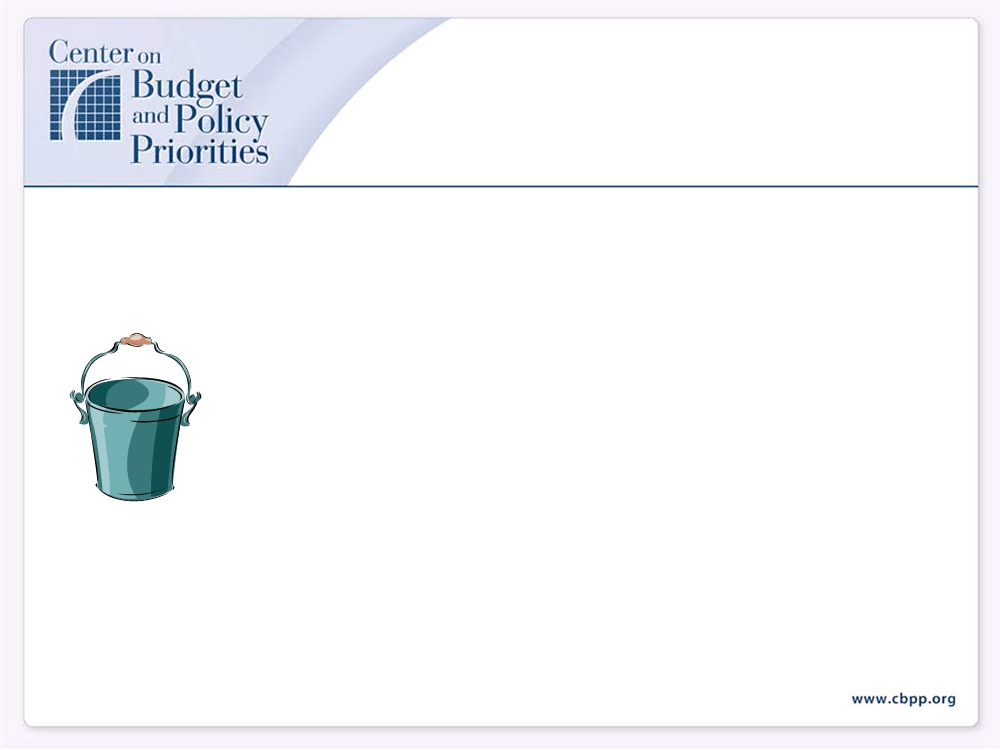 Center on
Budget
and Policy
Priorities
www.cbpp.org